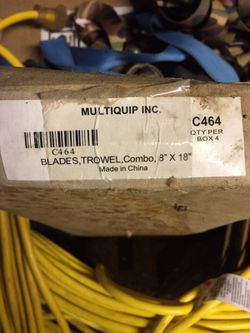 MULTIQUIP INC.
C464
QTY PER
BOX 4
C464
BLADES,TROWEL,Combo, 8" X 18"
Made in China